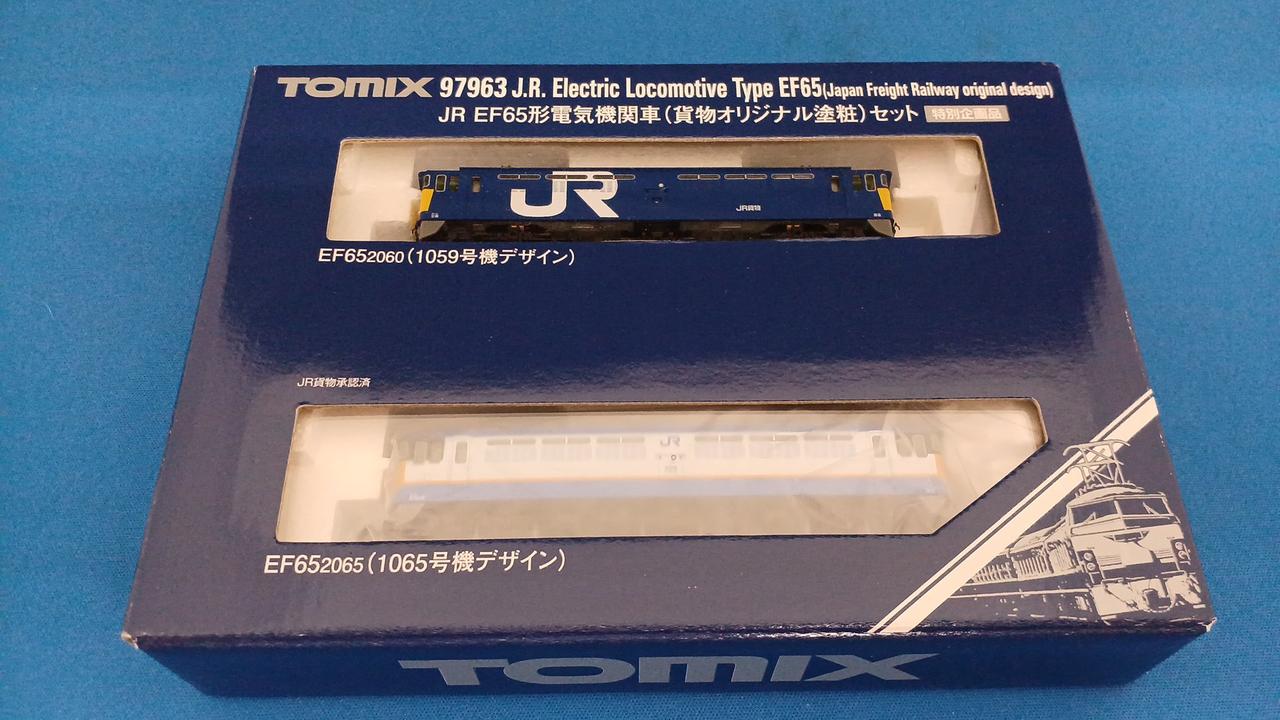 TOMIX 97963 J.R. Electric Locomotive Type EF65(Japan Freight Railway original design)
JR EF65形電気機関車(貨物オリジナル塗粧)セット 特別企画品
JR
JR貨物
EF652060(1059号機デザイン)
JR貨物承認済
JR
EF652065(1065号機デザイン)
TOMIX